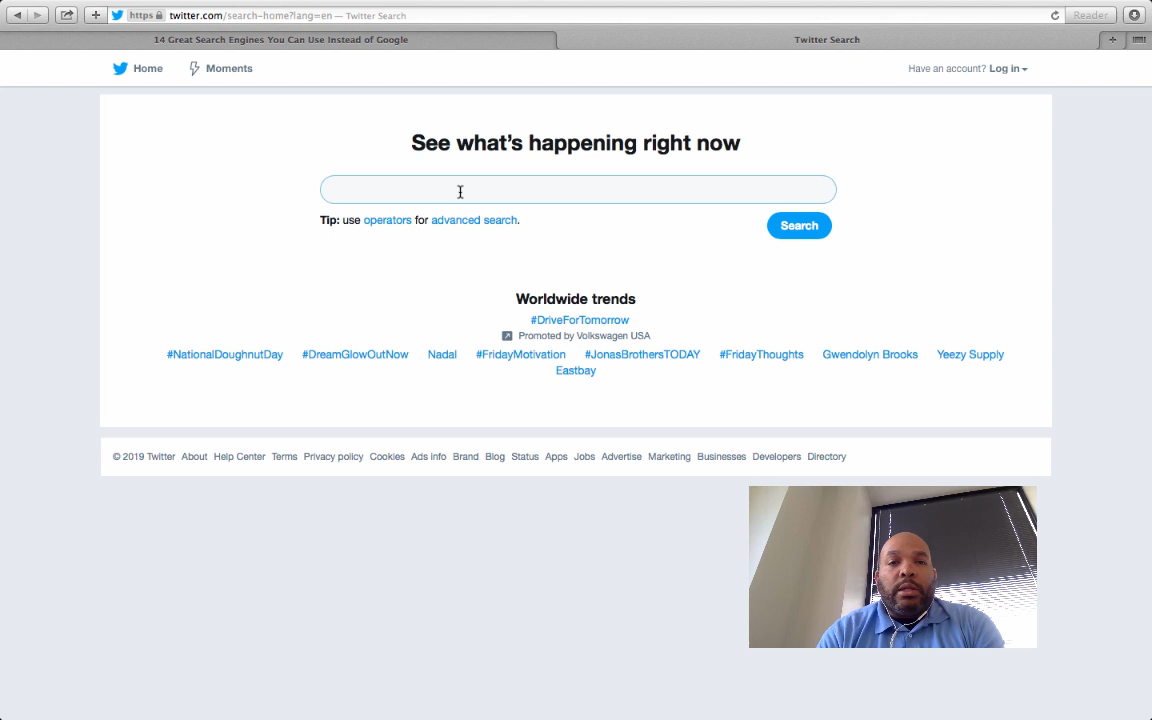 https twitter.com/search-home?lang=en — Twitter Search
Reader
14 Great Search Engines You Can Use Instead of Google
Twitter Search
Home
Moments
Have an account? Log in
See what's happening right now
Tip: use operators for advanced search.
Search
Worldwide trends
#DriveForTomorrow
Promoted by Volkswagen USA
#NationalDoughnutDay #DreamGlowOutNow Nadal #FridayMotivation #JonasBrothersTODAY #FridayThoughts Gwendolyn Brooks Yeezy Supply
Eastbay
© 2019 Twitter About Help Center Terms Privacy policy Cookies Ads info Brand Blog Status Apps Jobs Advertise Marketing Businesses Developers Directory